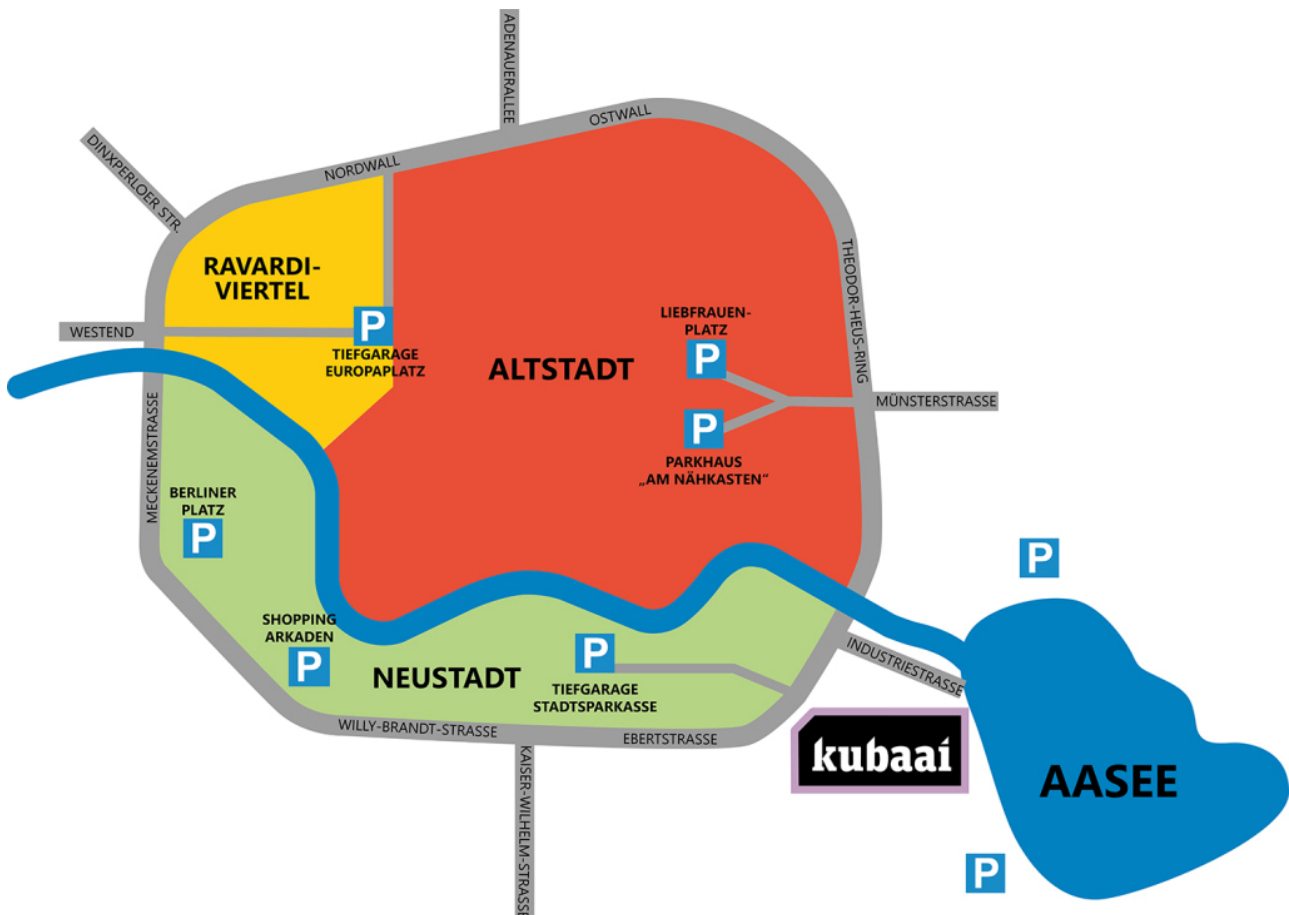 ADENAUERALLEE
OSTWALL
NORDWALL
DINXPERLOER STR.
RAVARDI-
VIERTEL
THEODOR-HEUS-RING
WESTEND
P
TIEFGARAGE
EUROPAPLATZ
LIEBFRAUEN-
PLATZ
P
ALTSTADT
MÜNSTERSTRASSE
P
PARKHAUS
„AM NÄHKASTEN“
MECKENEMSTRASSE
BERLINER
PLATZ
P
P
SHOPPING
ARKADEN
P
NEUSTADT
P
TIEFGARAGE
STADTSPARKASSE
INDUSTRIESTRASSE
WILLY-BRANDT-STRASSE
EBERTSTRASSE
KAISER-WILHELM-STRASSE
kubaai
AASEE
P